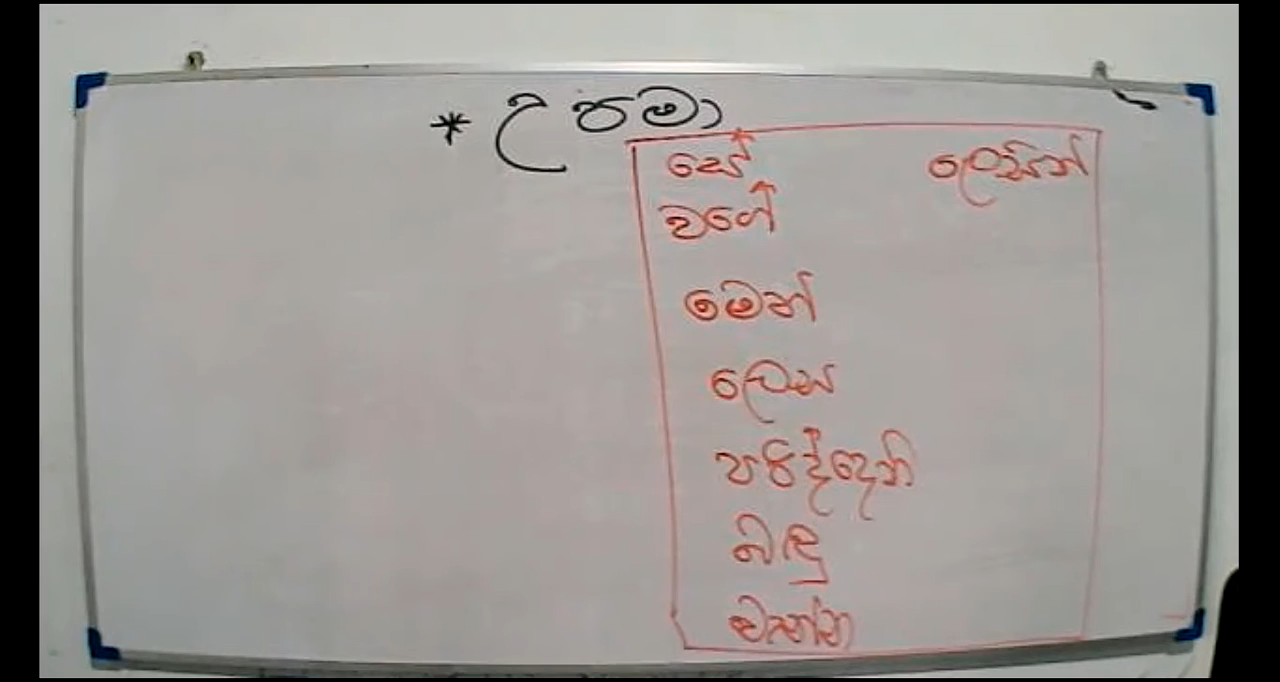 * උපමා
සේ ලෙසින්
වගේ
මෙන්
ලෙස
පරිද්දෙන්
බඳු
වැන්න